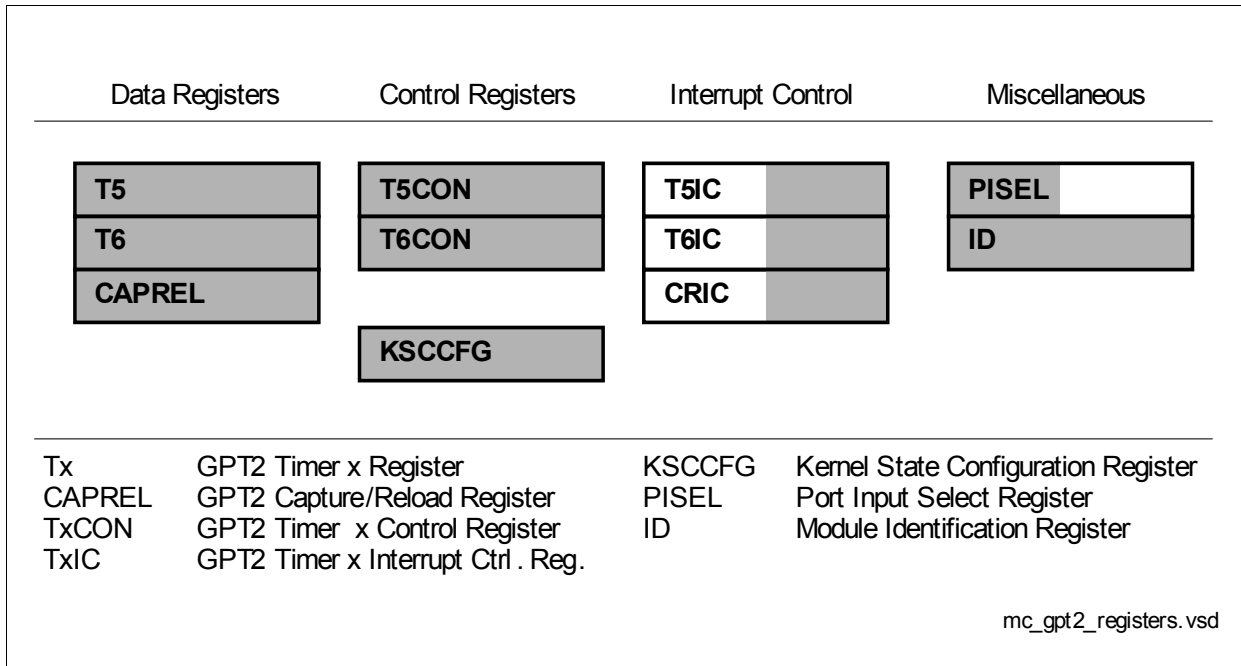 Data Registers Control Registers Interrupt Control Miscellaneous
T5 T5CON T5IC PISEL
T6 T6CON T6IC ID
CAPREL CRIC
KSCCFG
Tx GPT2 Timer x Register KSCCFG Kernel State Configuration Register
CAPREL GPT2 Capture/Reload Register PISEL Port Input Select Register
TxCON GPT2 Timer x Control Register ID Module Identification Register
TxIC GPT2 Timer x Interrupt Ctrl . Reg.
mc_gpt2_registers.vsd